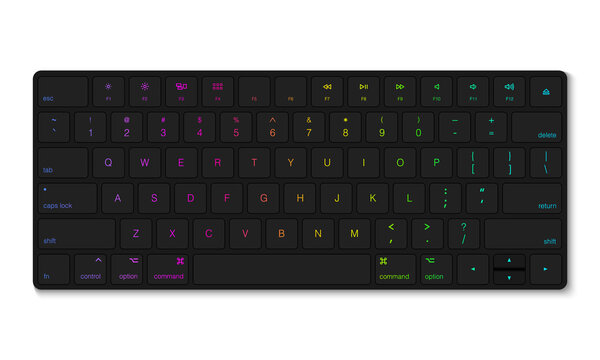 esc F1 F2 F3 F4 F5 F6 F7 F8 F9 F10 F11 F12
~ ! @ # $ % ^ & * ( ) — +
` 1 2 3 4 5 6 7 8 9 0 - = delete
tab Q W E R T Y U I O P { [ } ] | \
caps lock A S D F G H J K L : ; “ ‘ return
shift Z X C V B N M < , > . ? / shift
fn control option command command option